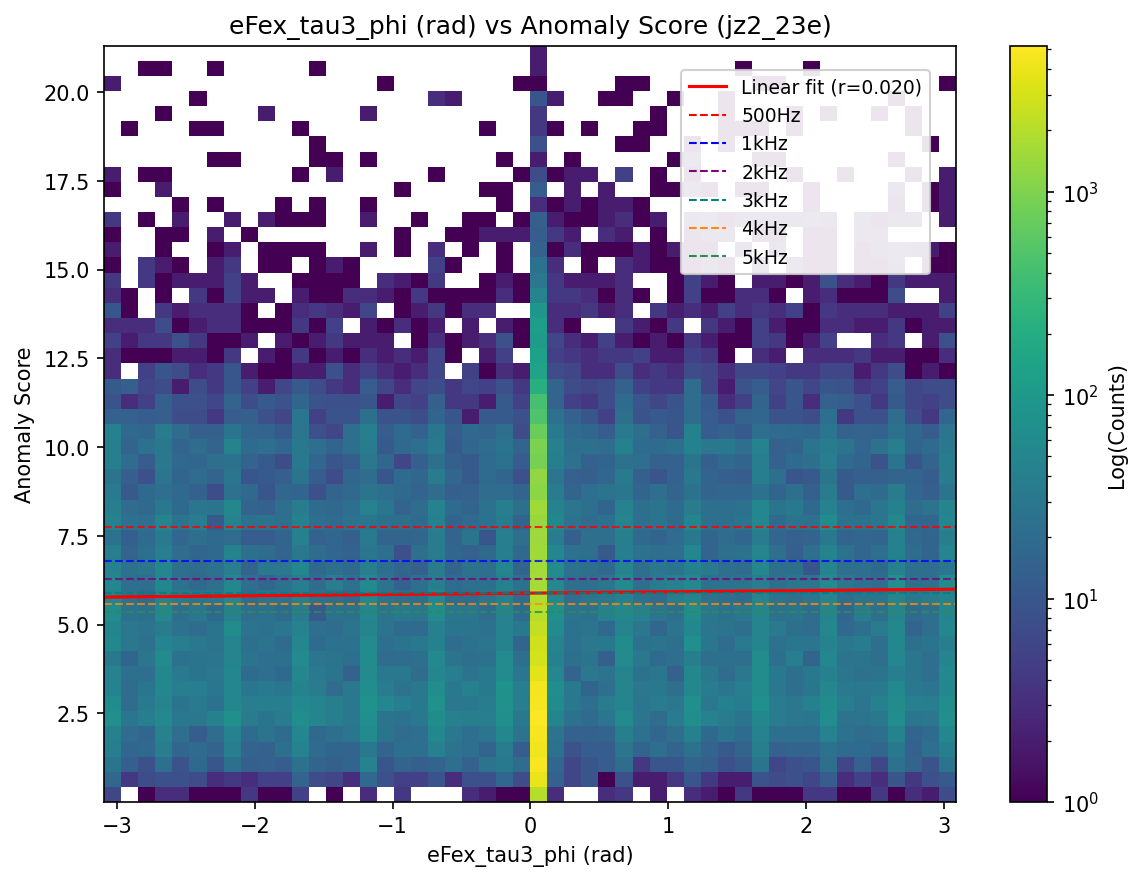 eFex_tau3_phi (rad) vs Anomaly Score (jz2_23e)
20.0
17.5
15.0
12.5
10.0
7.5
5.0
2.5
Anomaly Score
Linear fit (r=0.020)
500Hz
1kHz
2kHz
3kHz
4kHz
5kHz
−3
−2
−1
0
1
2
3
eFex_tau3_phi (rad)
10³
10²
10¹
10⁰
Log(Counts)